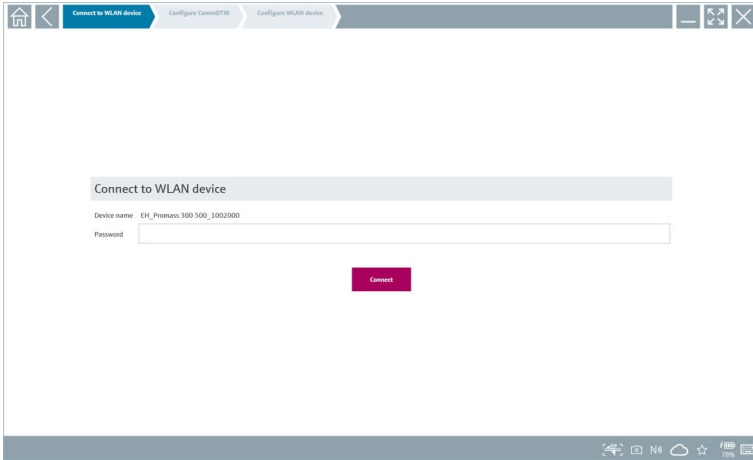 Connect to WLAN device
Configure CommDTM
Configure WLAN device
Connect to WLAN device
Device name EH_Promass 300 500_1002000
Password
Connect
78%